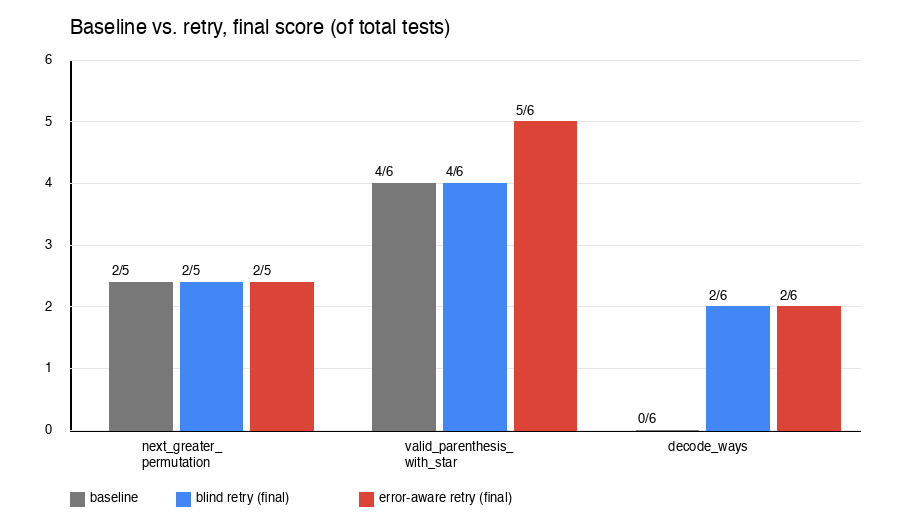 Baseline vs. retry, final score (of total tests)
6
5
4
3
2
1
0
2/5
2/5
2/5
4/6
4/6
5/6
0/6
2/6
2/6
next_greater_
permutation
valid_parenthesis_
with_star
decode_ways
baseline
blind retry (final)
error-aware retry (final)